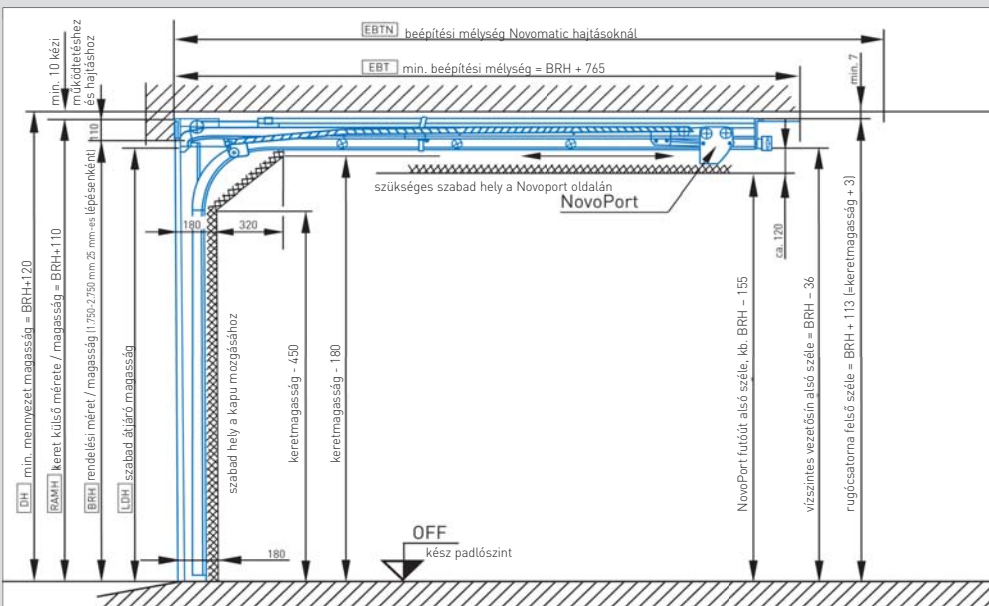 EBTN beépítési mélység Novomatic hajtásoknál
EBT min. beépítési mélység = BRH + 765
min. 10 kézi
működtetéshez
és hajtáshoz
min. 7
110
szükséges szabad hely a Novoport oldalán
NovoPort
180
320
ca. 120
DH min. mennyezet magasság = BRH+120
RAMH keret külső mérete / magasság = BRH+110
BRH rendelési méret / magasság (1.750-2.750 mm 25 mm-es lépésenként)
LDH szabad átjáró magasság
szabad hely a kapu mozgásához
keretmagasság - 450
keretmagasság - 180
NovoPort futóút alsó széle, kb. BRH – 155
vízszintes vezetősín alsó széle = BRH – 36
rugócsatorna felső széle = BRH + 113 (=keretmagasság + 3)
180
OFF
kész padlószint